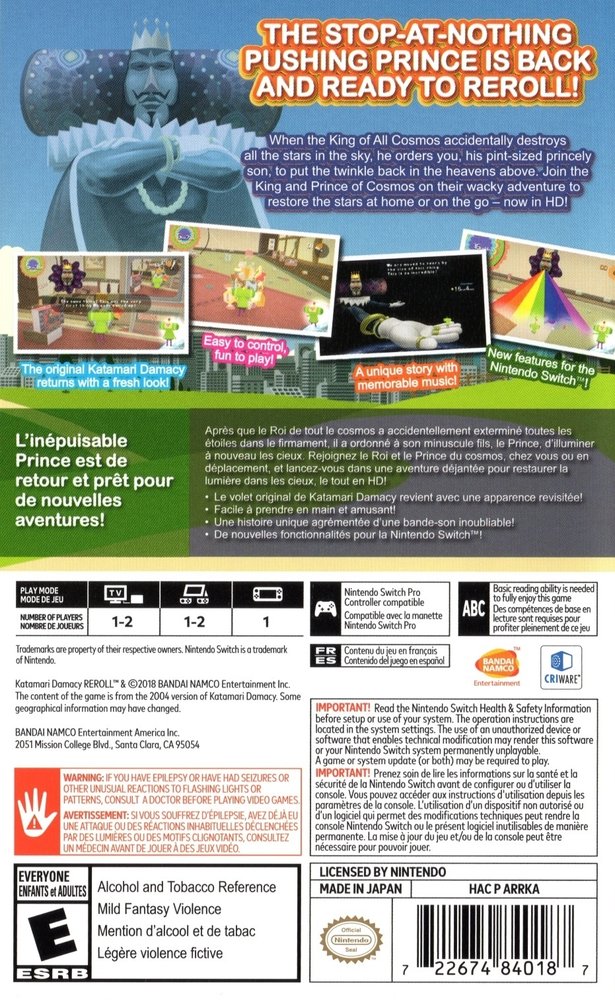 THE STOP-AT-NOTHING
PUSHING PRINCE IS BACK
AND READY TO REROLL!
When the King of All Cosmos accidentally destroys
all the stars in the sky, he orders you, his pint-sized princely
son, to put the twinkle back in the heavens above. Join the
King and Prince of Cosmos on their wacky adventure to
restore the stars at home or on the go – now in HD!
We are moved to tears by
the size of this thing.
This is so incredible!
The original Katamari Damacy
returns with a fresh look!
Easy to control,
fun to play!
A unique story with
memorable music!
New features for the
Nintendo Switch™!
L'inépuisable
Prince est de
retour et prêt pour
de nouvelles
aventures!
Après que le Roi de tout le cosmos a accidentellement exterminé toutes les
étoiles dans le firmament, il a ordonné à son minuscule fils, le Prince, d'illuminer
à nouveau les cieux. Rejoignez le Roi et le Prince du cosmos, chez vous ou en
déplacement, et lancez-vous dans une aventure déjantée pour restaurer la
lumière dans les cieux, le tout en HD!
• Le volet original de Katamari Damacy revient avec une apparence revisitée!
• Facile à prendre en main et amusant!
• Une histoire unique agrémentée d'une bande-son inoubliable!
• De nouvelles fonctionnalités pour la Nintendo Switch™!
PLAY MODE
MODE DE JEU
TV
NUMBER OF PLAYERS
NOMBRE DE JOUEURS
1-2
1-2
1
Nintendo Switch Pro
Controller compatible
Compatible avec la manette
Nintendo Switch Pro
ABC
Basic reading ability is needed
to fully enjoy this game
Des compétences de base en
lecture sont requises pour
profiter pleinement de ce jeu
Trademarks are property of their respective owners. Nintendo Switch is a trademark
of Nintendo.
FR
ES
Contenu du jeu en français
Contenido del juego en español
BANDAI
NAMCO
Entertainment
CRIWARE™
Katamari Damacy REROLL™ & ©2018 BANDAI NAMCO Entertainment Inc.
The content of the game is from the 2004 version of Katamari Damacy. Some
geographical information may have changed.
BANDAI NAMCO Entertainment America Inc.
2051 Mission College Blvd., Santa Clara, CA 95054
IMPORTANT! Read the Nintendo Switch Health & Safety Information
before setup or use of your system. The operation instructions are
located in the system settings. The use of an unauthorized device or
software that enables technical modification may render this software
or your Nintendo Switch system permanently unplayable.
A game or system update (or both) may be required to play.
IMPORTANT! Prenez soin de lire les informations sur la santé et la
sécurité de la Nintendo Switch avant de configurer ou d'utiliser la
console. Vous pouvez accéder aux instructions d'utilisation depuis les
paramètres de la console. L'utilisation d'un dispositif non autorisé ou
d'un logiciel qui permet des modifications techniques peut rendre la
console Nintendo Switch ou le présent logiciel inutilisables de manière
permanente. La mise à jour du jeu et/ou de la console peut être
nécessaire pour pouvoir jouer.
WARNING: IF YOU HAVE EPILEPSY OR HAVE HAD SEIZURES OR
OTHER UNUSUAL REACTIONS TO FLASHING LIGHTS OR
PATTERNS, CONSULT A DOCTOR BEFORE PLAYING VIDEO GAMES.
AVERTISSEMENT: SI VOUS SOUFFREZ D'ÉPILEPSIE, AVEZ DÉJÀ EU
UNE ATTAQUE OU DES RÉACTIONS INHABITUELLES DÉCLENCHÉES
PAR DES LUMIÈRES OU DES MOTIFS CLIGNOTANTS, CONSULTEZ
UN MÉDECIN AVANT DE JOUER À DES JEUX VIDÉO.
EVERYONE
ENFANTS et ADULTES
E
ESRB
Alcohol and Tobacco Reference
Mild Fantasy Violence
Mention d'alcool et de tabac
Légère violence fictive
LICENSED BY NINTENDO
MADE IN JAPAN
HAC P ARRKA
Official
Nintendo
Seal
7 22674 84018 7